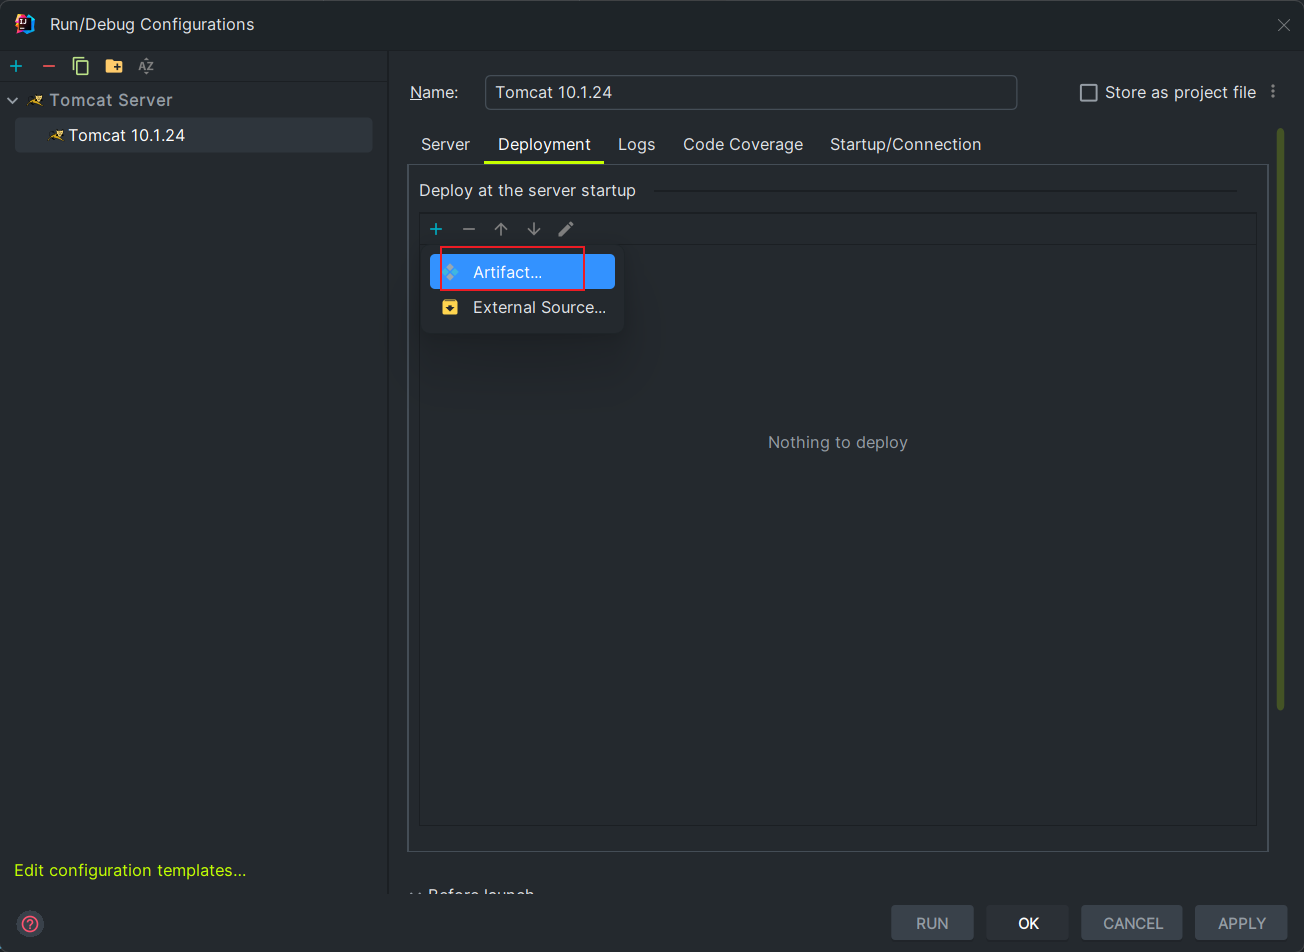 Run/Debug Configurations
Tomcat Server
Tomcat 10.1.24
Edit configuration templates...
Name: Tomcat 10.1.24 Store as project file
Server Deployment Logs Code Coverage Startup/Connection
Deploy at the server startup
Artifact...
External Source...
Nothing to deploy
Before launch
RUN OK CANCEL APPLY